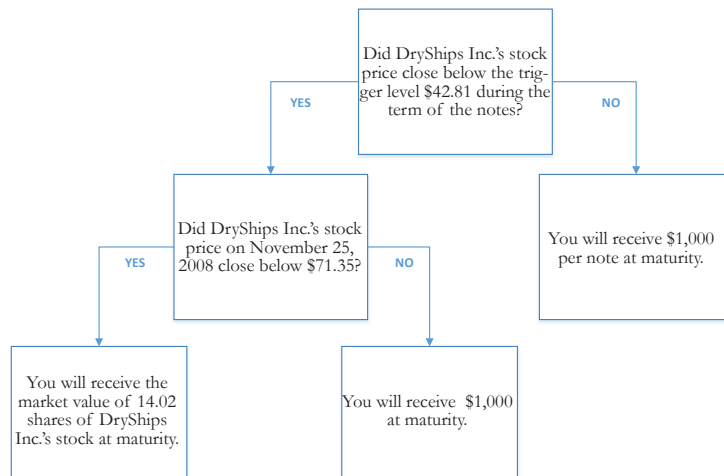 Did DryShips Inc.'s stock
price close below the trig-
ger level $42.81 during the
term of the notes?
YES
NO
Did DryShips Inc.'s stock
price on November 25,
2008 close below $71.35?
You will receive $1,000
per note at maturity.
YES
NO
You will receive the
market value of 14.02
shares of DryShips
Inc.'s stock at maturity.
You will receive $1,000
at maturity.